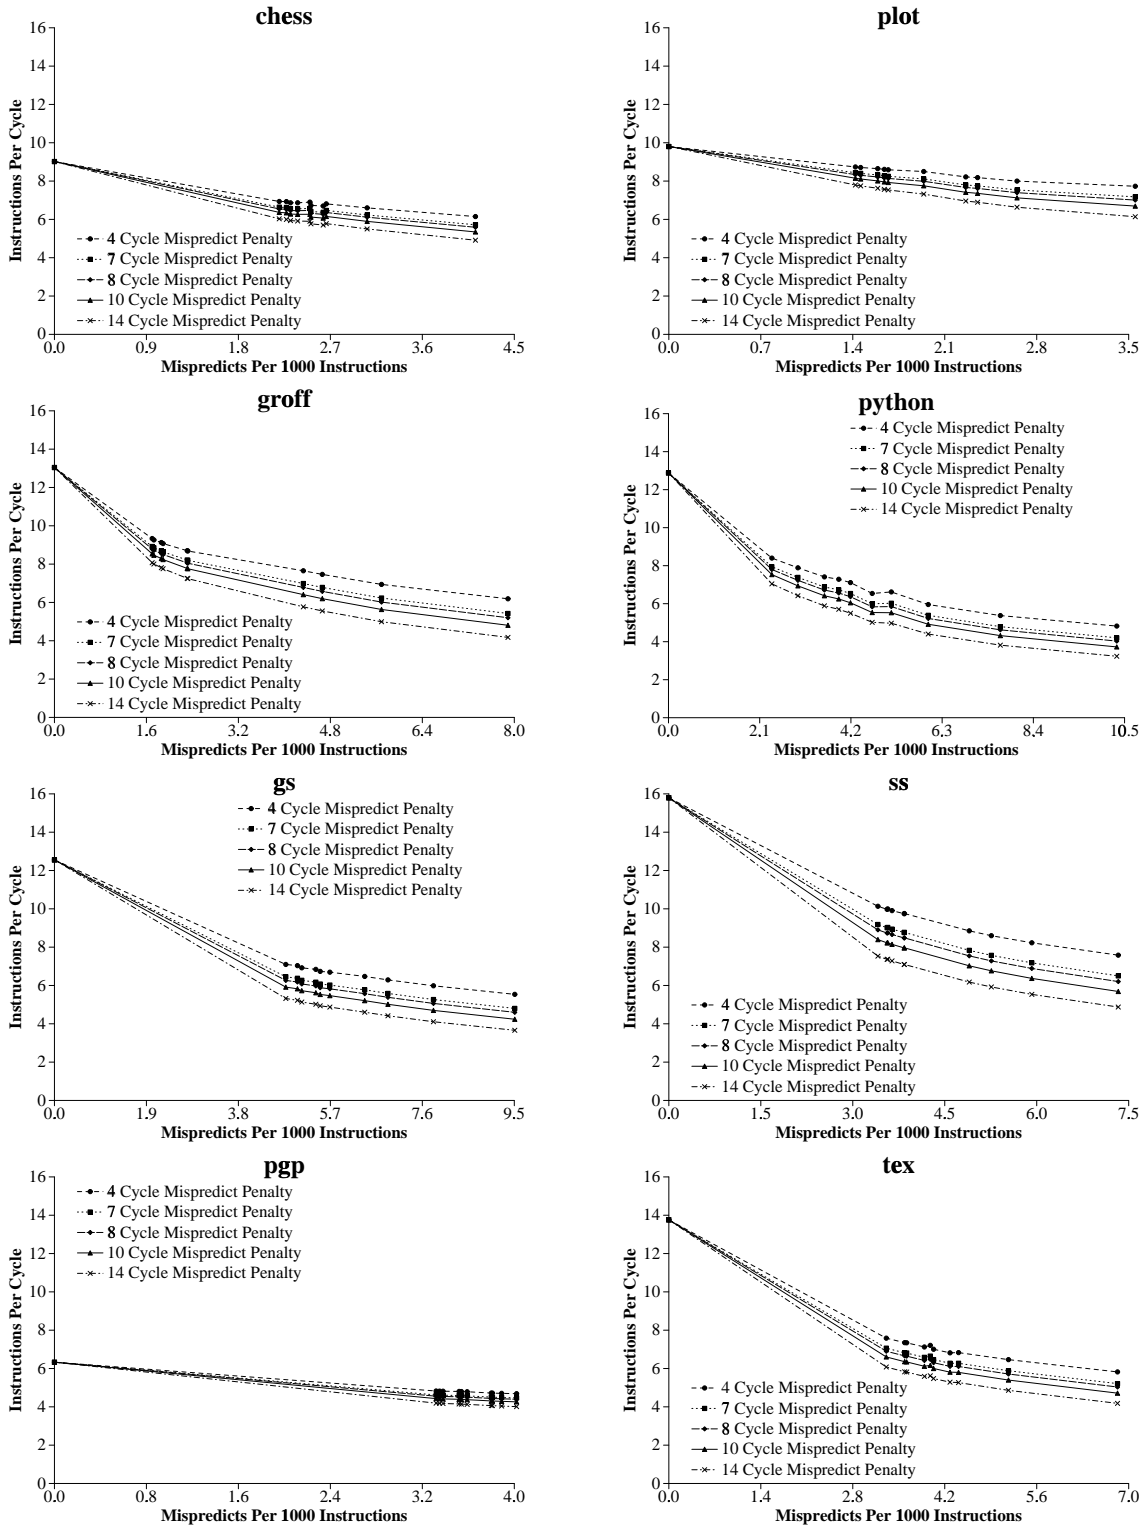 chess
16
14
12
10
8
6
4
2
0
Instructions Per Cycle
4 Cycle Mispredict Penalty
7 Cycle Mispredict Penalty
8 Cycle Mispredict Penalty
10 Cycle Mispredict Penalty
14 Cycle Mispredict Penalty
0.0 0.9 1.8 2.7 3.6 4.5
Mispredicts Per 1000 Instructions
plot
16
14
12
10
8
6
4
2
0
Instructions Per Cycle
4 Cycle Mispredict Penalty
7 Cycle Mispredict Penalty
8 Cycle Mispredict Penalty
10 Cycle Mispredict Penalty
14 Cycle Mispredict Penalty
0.0 0.7 1.4 2.1 2.8 3.5
Mispredicts Per 1000 Instructions
groff
16
14
12
10
8
6
4
2
0
Instructions Per Cycle
4 Cycle Mispredict Penalty
7 Cycle Mispredict Penalty
8 Cycle Mispredict Penalty
10 Cycle Mispredict Penalty
14 Cycle Mispredict Penalty
0.0 1.6 3.2 4.8 6.4 8.0
Mispredicts Per 1000 Instructions
python
16
14
12
10
8
6
4
2
0
Instructions Per Cycle
4 Cycle Mispredict Penalty
7 Cycle Mispredict Penalty
8 Cycle Mispredict Penalty
10 Cycle Mispredict Penalty
14 Cycle Mispredict Penalty
0.0 2.1 4.2 6.3 8.4 10.5
Mispredicts Per 1000 Instructions
gs
16
14
12
10
8
6
4
2
0
Instructions Per Cycle
4 Cycle Mispredict Penalty
7 Cycle Mispredict Penalty
8 Cycle Mispredict Penalty
10 Cycle Mispredict Penalty
14 Cycle Mispredict Penalty
0.0 1.9 3.8 5.7 7.6 9.5
Mispredicts Per 1000 Instructions
ss
16
14
12
10
8
6
4
2
0
Instructions Per Cycle
4 Cycle Mispredict Penalty
7 Cycle Mispredict Penalty
8 Cycle Mispredict Penalty
10 Cycle Mispredict Penalty
14 Cycle Mispredict Penalty
0.0 1.5 3.0 4.5 6.0 7.5
Mispredicts Per 1000 Instructions
pgp
16
14
12
10
8
6
4
2
0
Instructions Per Cycle
4 Cycle Mispredict Penalty
7 Cycle Mispredict Penalty
8 Cycle Mispredict Penalty
10 Cycle Mispredict Penalty
14 Cycle Mispredict Penalty
0.0 0.8 1.6 2.4 3.2 4.0
Mispredicts Per 1000 Instructions
tex
16
14
12
10
8
6
4
2
0
Instructions Per Cycle
4 Cycle Mispredict Penalty
7 Cycle Mispredict Penalty
8 Cycle Mispredict Penalty
10 Cycle Mispredict Penalty
14 Cycle Mispredict Penalty
0.0 1.4 2.8 4.2 5.6 7.0
Mispredicts Per 1000 Instructions